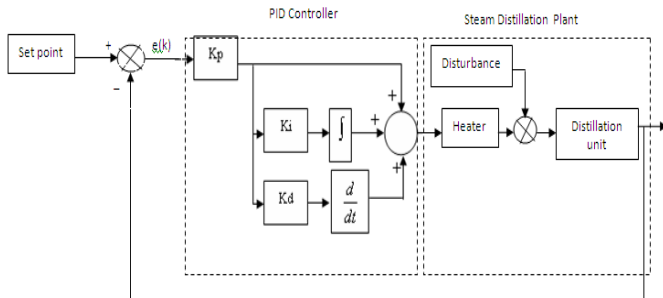 PID Controller
Steam Distillation Plant
Set point
+
−
e(k)
Kp
Ki
∫
Kd
d
dt
+
+
+
Disturbance
Heater
Distillation
unit